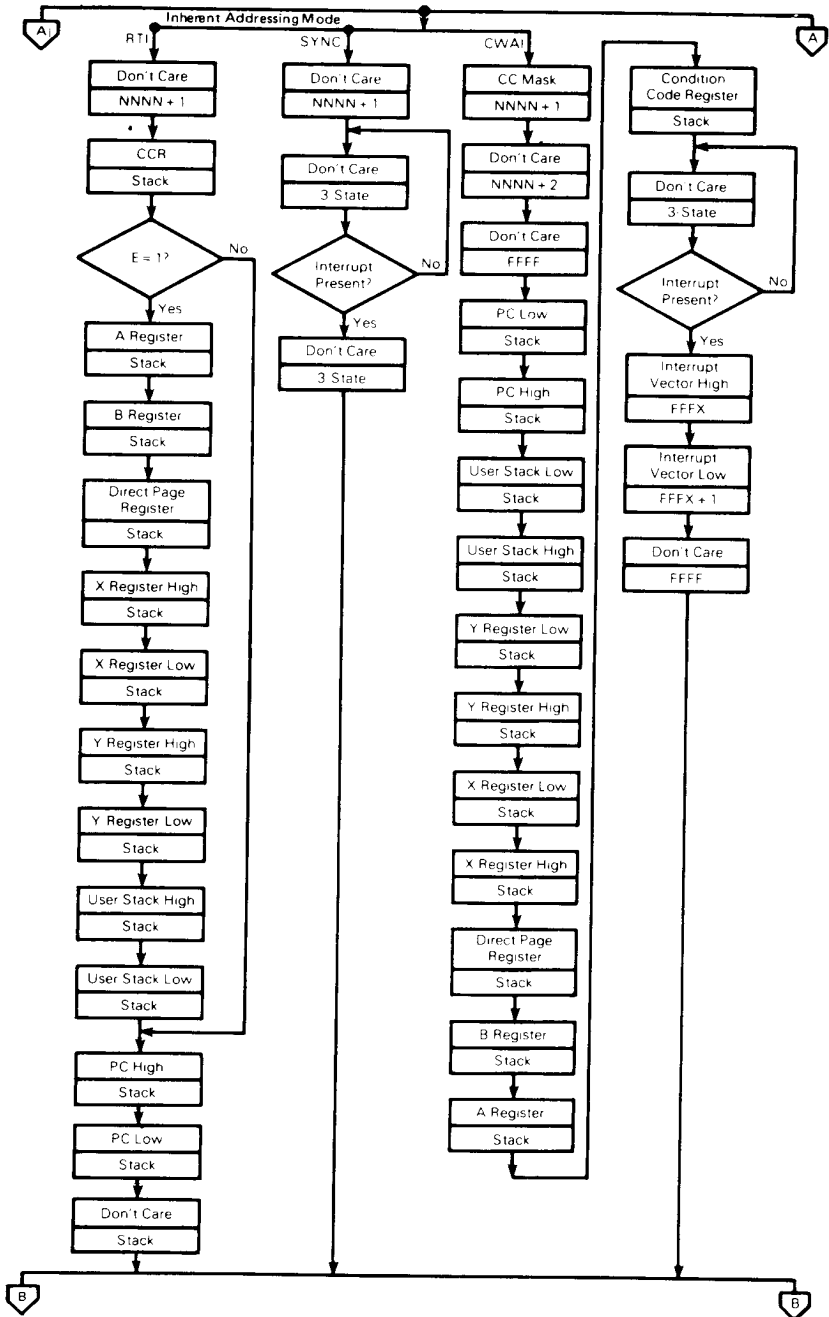 Inherent Addressing Mode
A
A
RTI
Don't Care
NNNN + 1
CCR
Stack
E = 1?
No
Yes
A Register
Stack
B Register
Stack
Direct Page
Register
Stack
X Register High
Stack
X Register Low
Stack
Y Register High
Stack
Y Register Low
Stack
User Stack High
Stack
User Stack Low
Stack
PC High
Stack
PC Low
Stack
Don't Care
Stack
SYNC
Don't Care
NNNN + 1
Don't Care
3 State
Interrupt
Present?
No
Yes
Don't Care
3 State
CWAI
CC Mask
NNNN + 1
Don't Care
NNNN + 2
Don't Care
FFFF
PC Low
Stack
PC High
Stack
User Stack Low
Stack
User Stack High
Stack
Y Register Low
Stack
Y Register High
Stack
X Register Low
Stack
X Register High
Stack
Direct Page
Register
Stack
B Register
Stack
A Register
Stack
Condition
Code Register
Stack
Don't Care
3-State
Interrupt
Present?
No
Yes
Interrupt
Vector High
FFFX
Interrupt
Vector Low
FFFX + 1
Don't Care
FFFF
B
B